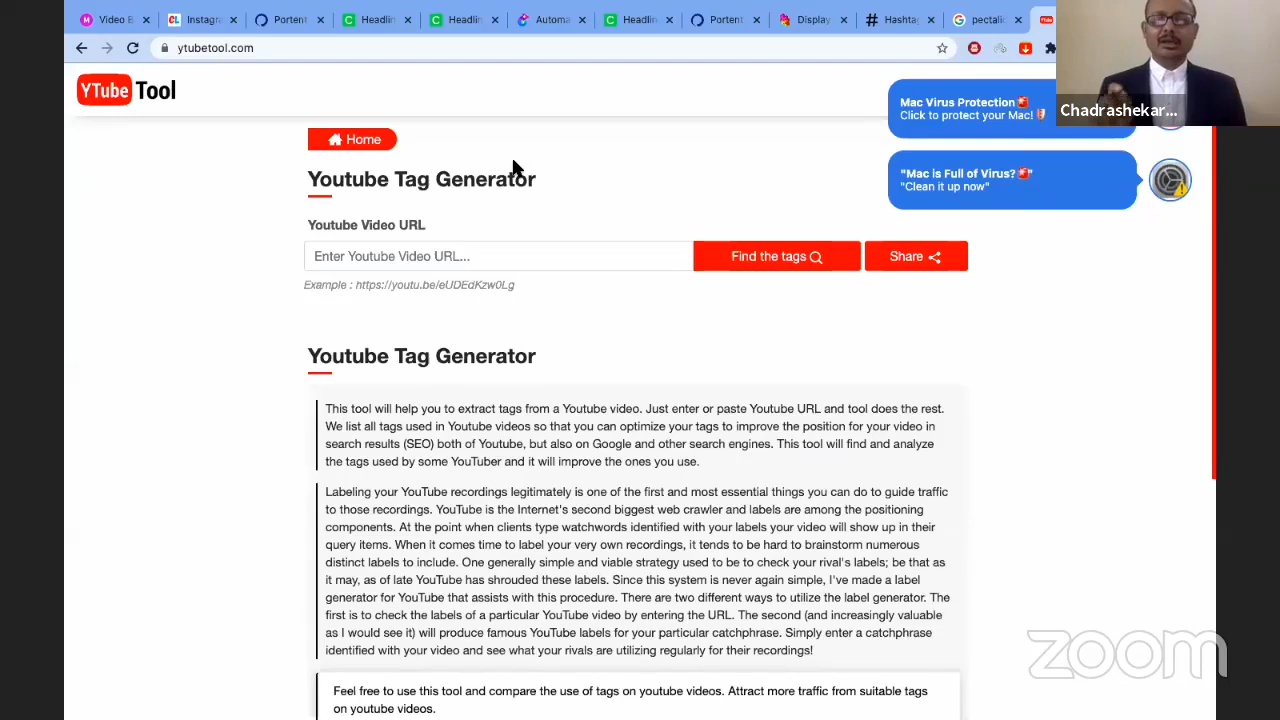 Video B
Instagra
Portent
Headlin
Headlin
Automa
Headlin
Portent
Display
Hashta
pectali
ytubetool.com
YTube Tool
Mac Virus Protection
Click to protect your Mac!
Chadrashekar...
Home
Youtube Tag Generator
"Mac is Full of Virus?"
"Clean it up now"
Youtube Video URL
Enter Youtube Video URL...
Find the tags
Share
Example : https://youtu.be/eUDEdKzw0Lg
Youtube Tag Generator
This tool will help you to extract tags from a Youtube video. Just enter or paste Youtube URL and tool does the rest.
We list all tags used in Youtube videos so that you can optimize your tags to improve the position for your video in
search results (SEO) both of Youtube, but also on Google and other search engines. This tool will find and analyze
the tags used by some YouTuber and it will improve the ones you use.
Labeling your YouTube recordings legitimately is one of the first and most essential things you can do to guide traffic
to those recordings. YouTube is the Internet's second biggest web crawler and labels are among the positioning
components. At the point when clients type watchwords identified with your labels your video will show up in their
query items. When it comes time to label your very own recordings, it tends to be hard to brainstorm numerous
distinct labels to include. One generally simple and viable strategy used to be to check your rival's labels; be that as
it may, as of late YouTube has shrouded these labels. Since this system is never again simple, I've made a label
generator for YouTube that assists with this procedure. There are two different ways to utilize the label generator. The
first is to check the labels of a particular YouTube video by entering the URL. The second (and increasingly valuable
as I would see it) will produce famous YouTube labels for your particular catchphrase. Simply enter a catchphrase
identified with your video and see what your rivals are utilizing regularly for their recordings!
zoom
Feel free to use this tool and compare the use of tags on youtube videos. Attract more traffic from suitable tags
on youtube videos.